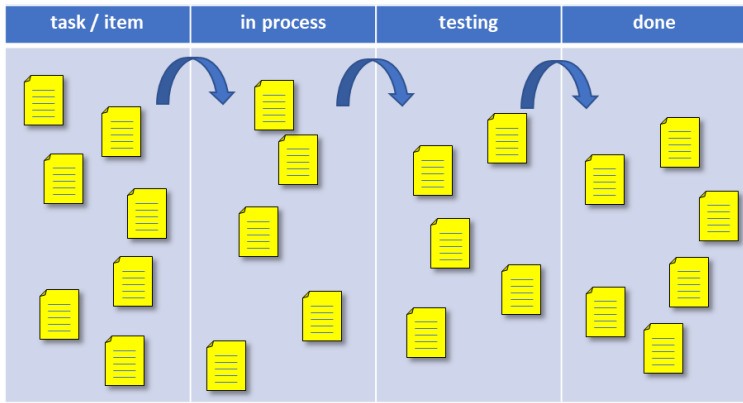 task / item
in process
testing
done